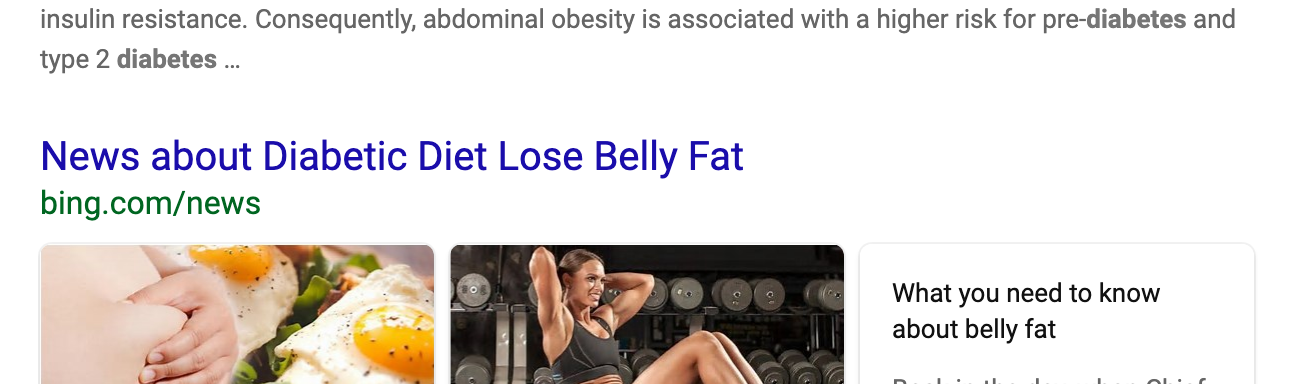 insulin resistance. Consequently, abdominal obesity is associated with a higher risk for pre-diabetes and
type 2 diabetes ...
News about Diabetic Diet Lose Belly Fat
bing.com/news
What you need to know
about belly fat